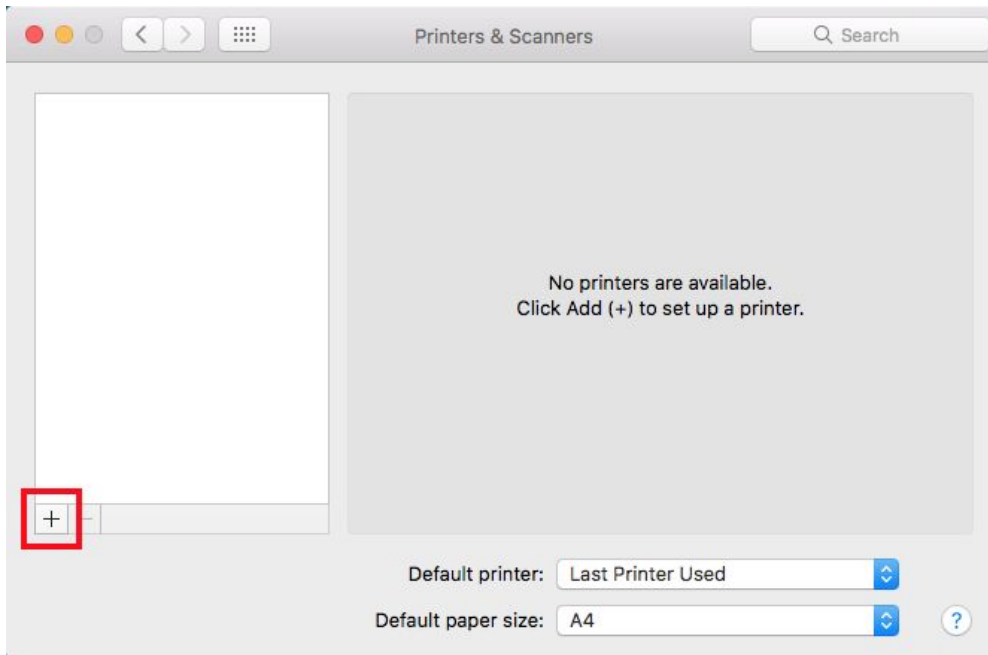 Printers & Scanners
Search
No printers are available.
Click Add (+) to set up a printer.
+ −
Default printer: Last Printer Used
Default paper size: A4
?